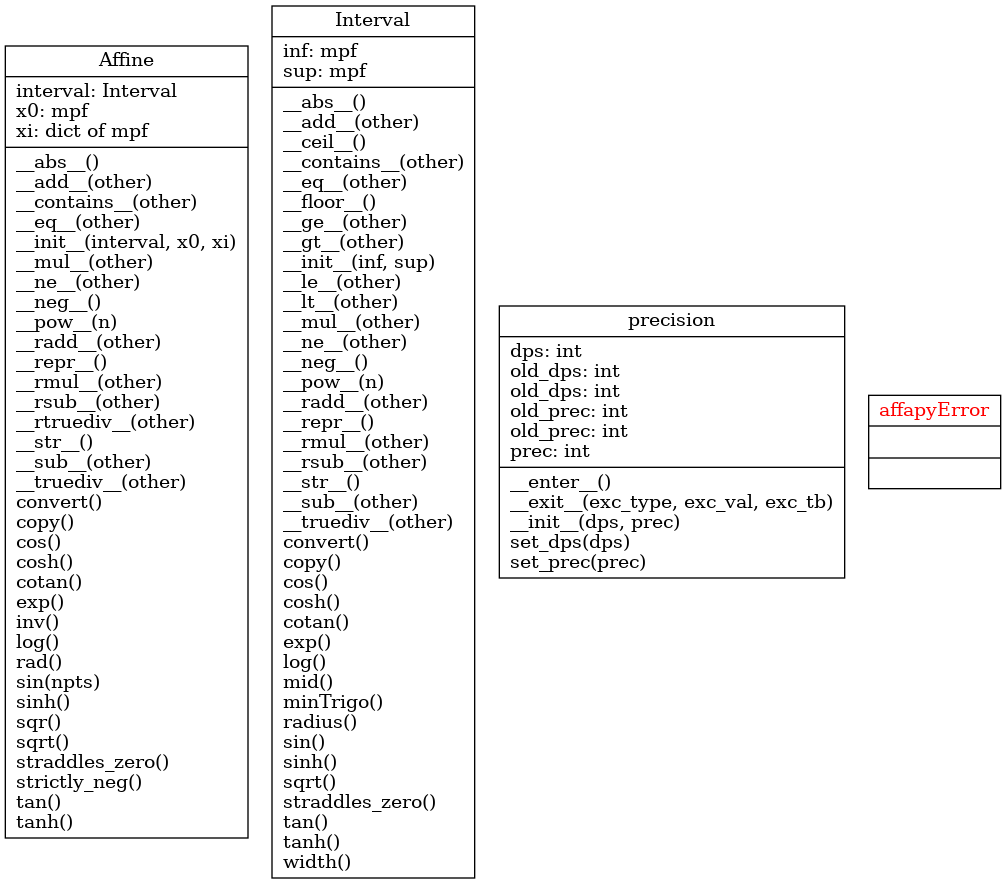 Affine
interval: Interval
x0: mpf
xi: dict of mpf
__abs__()
__add__(other)
__contains__(other)
__eq__(other)
__init__(interval, x0, xi)
__mul__(other)
__ne__(other)
__neg__()
__pow__(n)
__radd__(other)
__repr__()
__rmul__(other)
__rsub__(other)
__rtruediv__(other)
__str__()
__sub__(other)
__truediv__(other)
convert()
copy()
cos()
cosh()
cotan()
exp()
inv()
log()
rad()
sin(npts)
sinh()
sqr()
sqrt()
straddles_zero()
strictly_neg()
tan()
tanh()
Interval
inf: mpf
sup: mpf
__abs__()
__add__(other)
__ceil__()
__contains__(other)
__eq__(other)
__floor__()
__ge__(other)
__gt__(other)
__init__(inf, sup)
__le__(other)
__lt__(other)
__mul__(other)
__ne__(other)
__neg__()
__pow__(n)
__radd__(other)
__repr__()
__rmul__(other)
__rsub__(other)
__str__()
__sub__(other)
__truediv__(other)
convert()
copy()
cos()
cosh()
cotan()
exp()
log()
mid()
minTrigo()
radius()
sin()
sinh()
sqrt()
straddles_zero()
tan()
tanh()
width()
precision
dps: int
old_dps: int
old_dps: int
old_prec: int
old_prec: int
prec: int
__enter__()
__exit__(exc_type, exc_val, exc_tb)
__init__(dps, prec)
set_dps(dps)
set_prec(prec)
affapyError